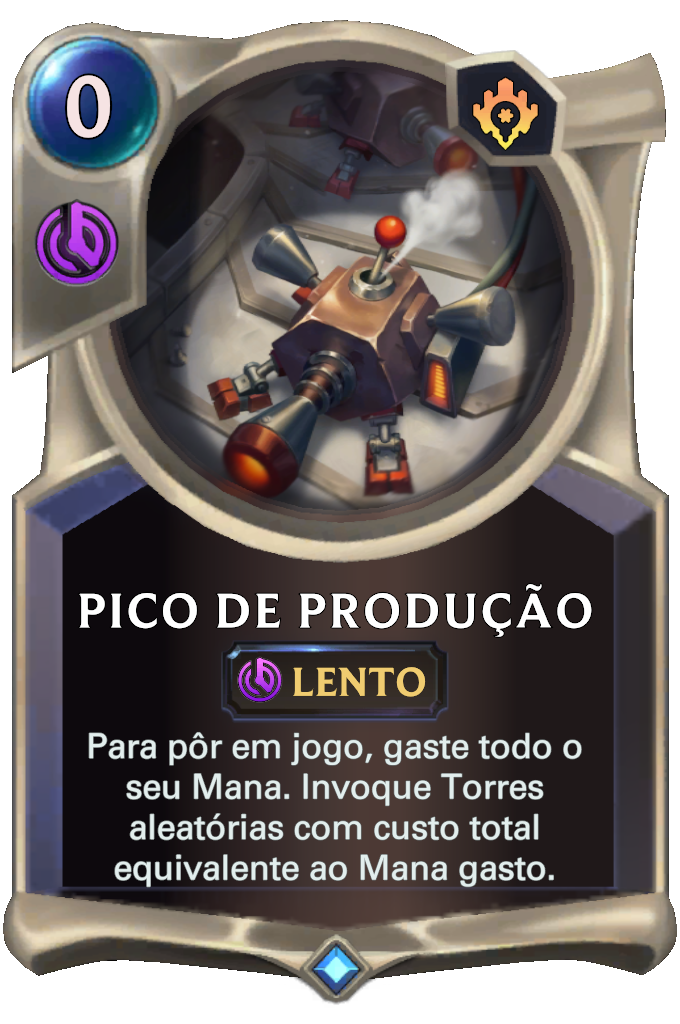 0
PICO DE PRODUÇÃO
LENTO
Para pôr em jogo, gaste todo o
seu Mana. Invoque Torres
aleatórias com custo total
equivalente ao Mana gasto.